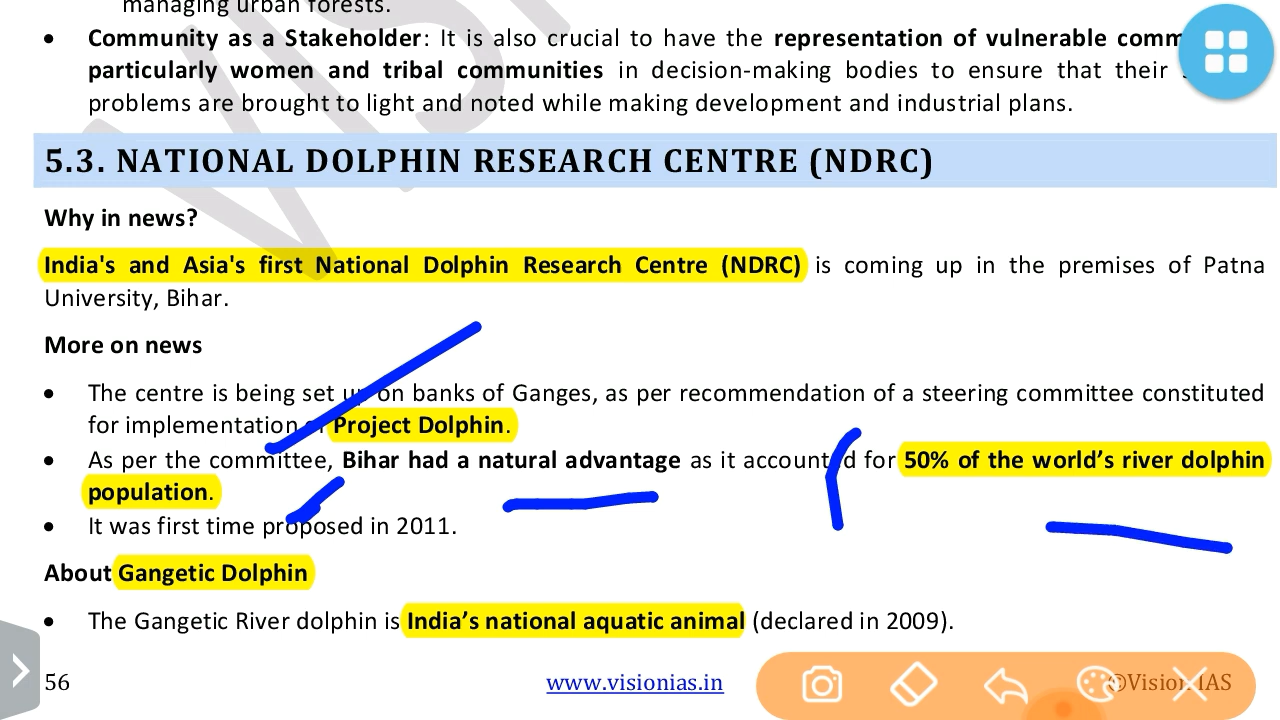 managing urban forests.
• Community as a Stakeholder: It is also crucial to have the representation of vulnerable
particularly women and tribal communities in decision-making bodies to ensure that their
problems are brought to light and noted while making development and industrial plans.
5.3. NATIONAL DOLPHIN RESEARCH CENTRE (NDRC)
Why in news?
India's and Asia's first National Dolphin Research Centre (NDRC) is coming up in the premises of Patna
University, Bihar.
More on news
• The centre is being set up on banks of Ganges, as per recommendation of a steering committee constituted
for implementation of Project Dolphin.
• As per the committee, Bihar had a natural advantage as it accounted for 50% of the world's river dolphin
population.
• It was first time proposed in 2011.
About Gangetic Dolphin
• The Gangetic River dolphin is India's national aquatic animal (declared in 2009).
56 www.visionias.in ©Vision IAS